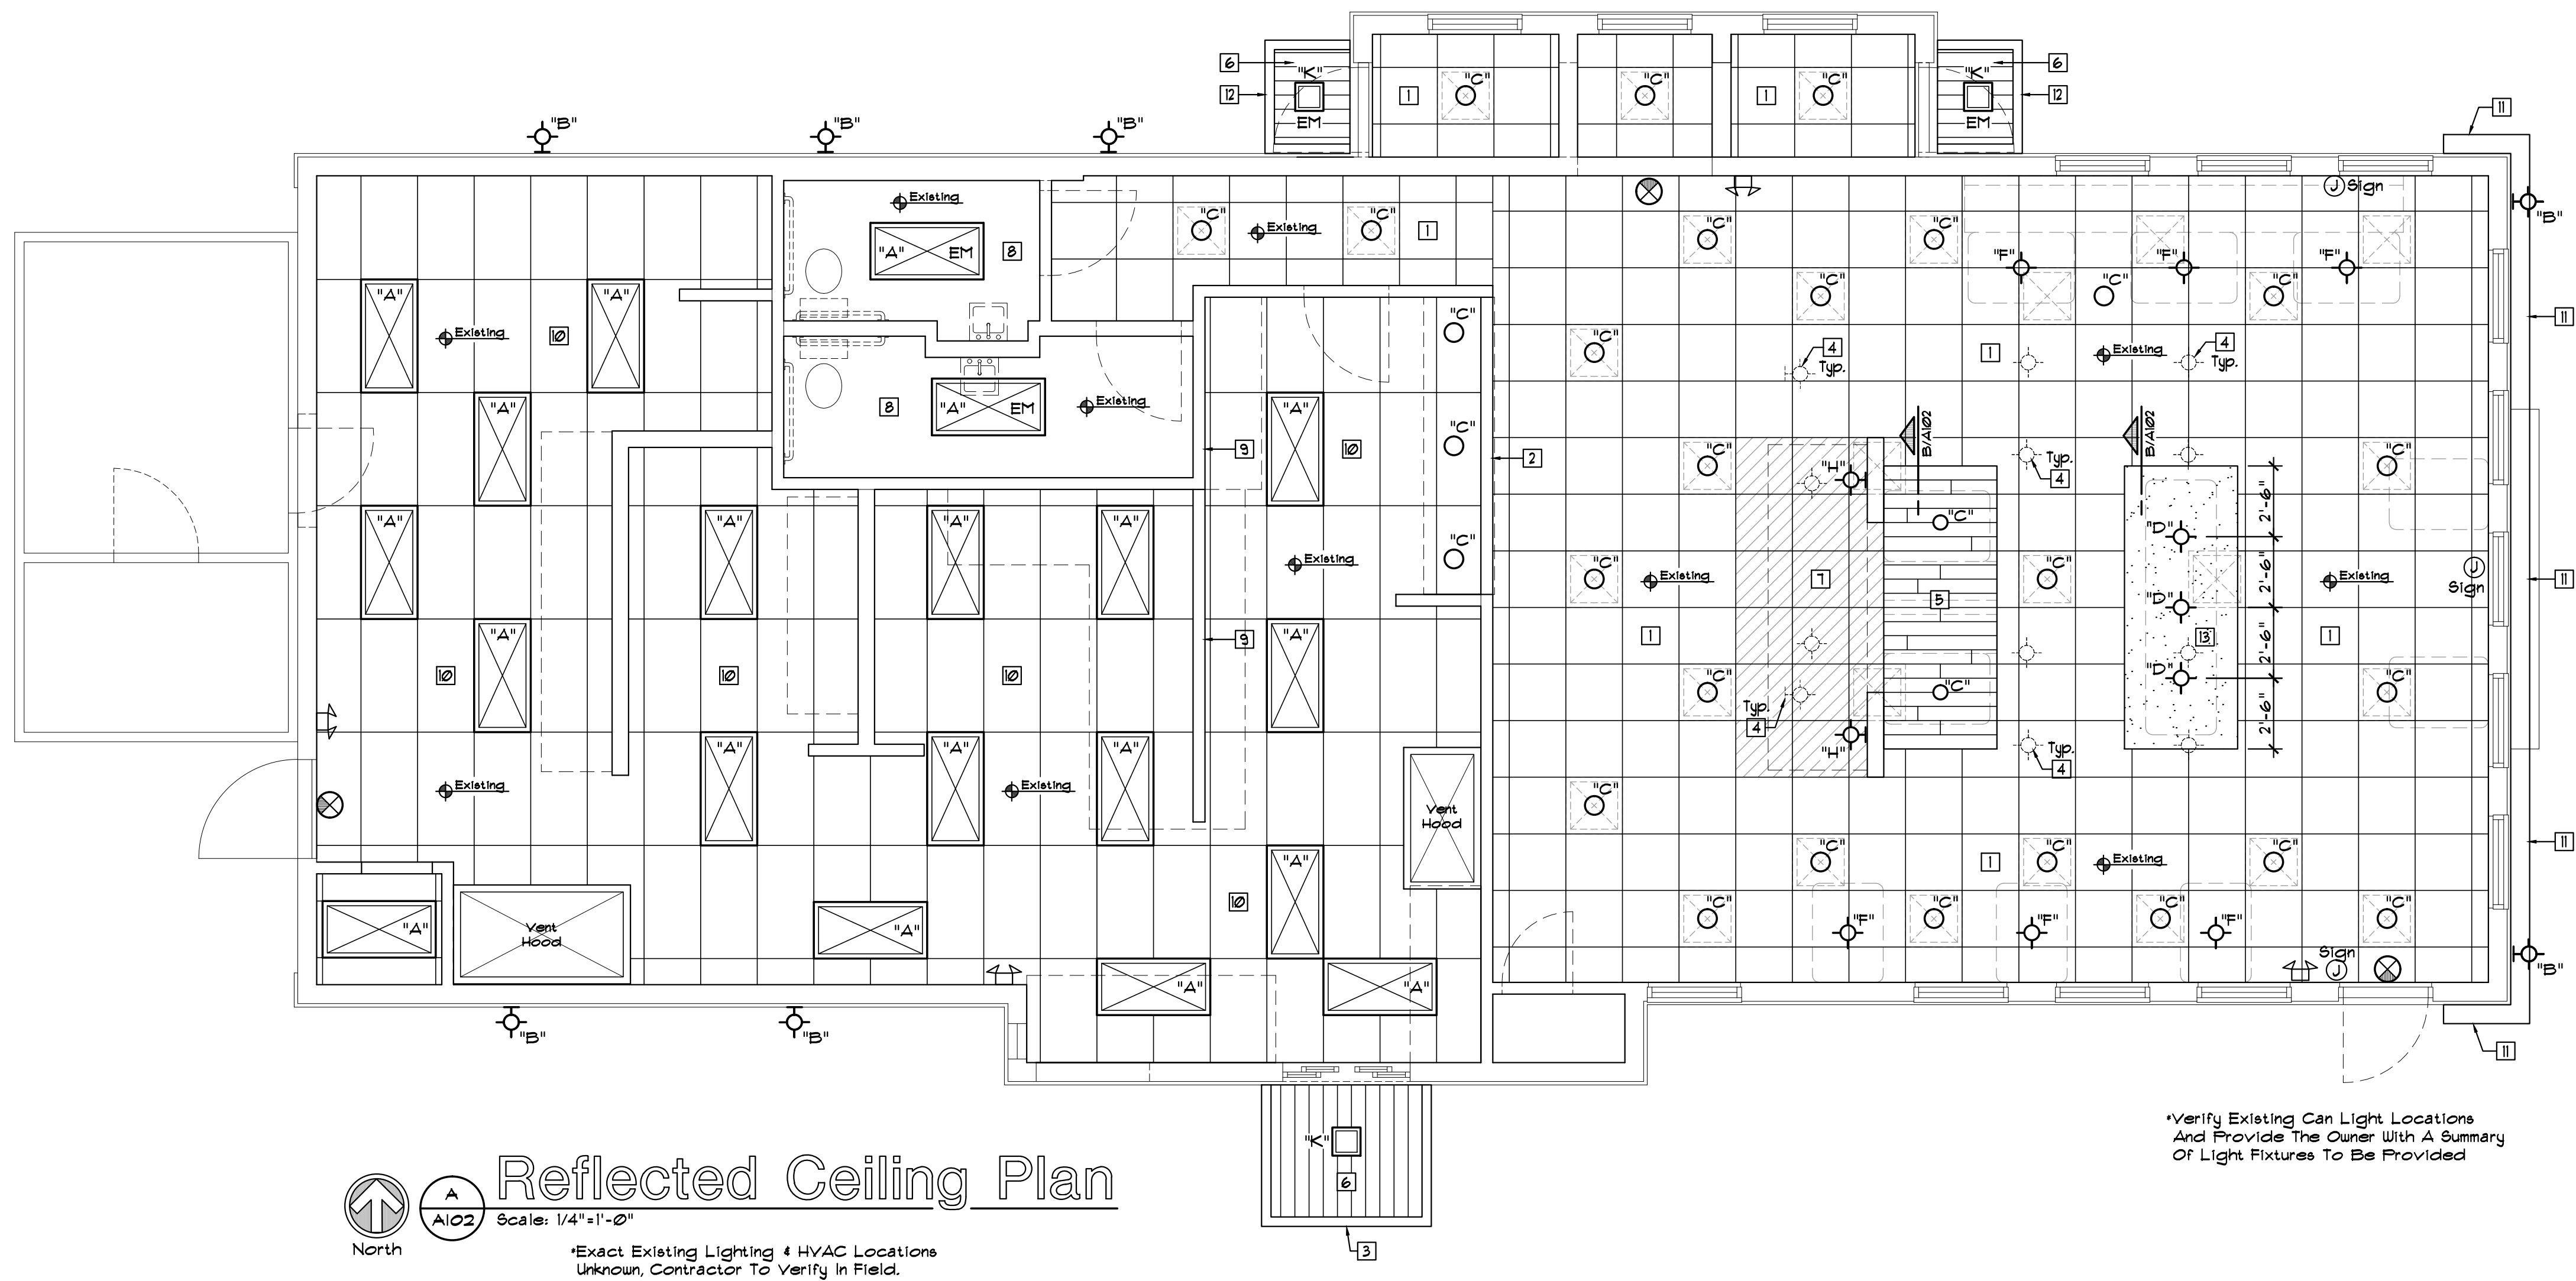 6
"K"
"C"
"C"
"C"
"K"
6
12
1
1
12
EM
EM
11
"B"
"B"
"B"
Existing
"A"
EM
8
"C"
Existing
"C"
1
J Sign
"B"
"C"
"C"
"F"
"F"
"F"
"C"
"C"
"C"
"A"
"A"
Existing
10
"C"
11
"C"
4
Typ.
1
Existing
4
Typ.
"A"
8
"A"
EM
Existing
"A"
10
"C"
9
2
B/A102
B/A102
"C"
"H"
Typ.
4
"C"
2'-6"
"A"
"A"
"A"
"A"
"C"
Existing
"C"
"D"
2'-6"
"C"
Existing
7
5
"C"
"D"
Existing
J
Sign
11
"A"
"A"
9
1
13
2'-6"
1
10
10
10
"C"
"C"
"D"
"C"
Typ.
4
2'-6"
"A"
"A"
"A"
"H"
Typ.
4
Existing
Existing
Vent
Hood
"C"
11
"A"
"C"
"C"
"C"
1
Existing
10
"A"
Vent
Hood
"A"
"C"
"F"
"C"
"F"
"C"
"F"
"C"
Sign
J
"B"
"A"
"A"
"B"
"B"
11
"K"
6
3
*Verify Existing Can Light Locations
And Provide The Owner With A Summary
Of Light Fixtures To Be Provided
A
A102
Reflected Ceiling Plan
Scale: 1/4"=1'-0"
North
*Exact Existing Lighting & HVAC Locations
Unknown, Contractor To Verify In Field.